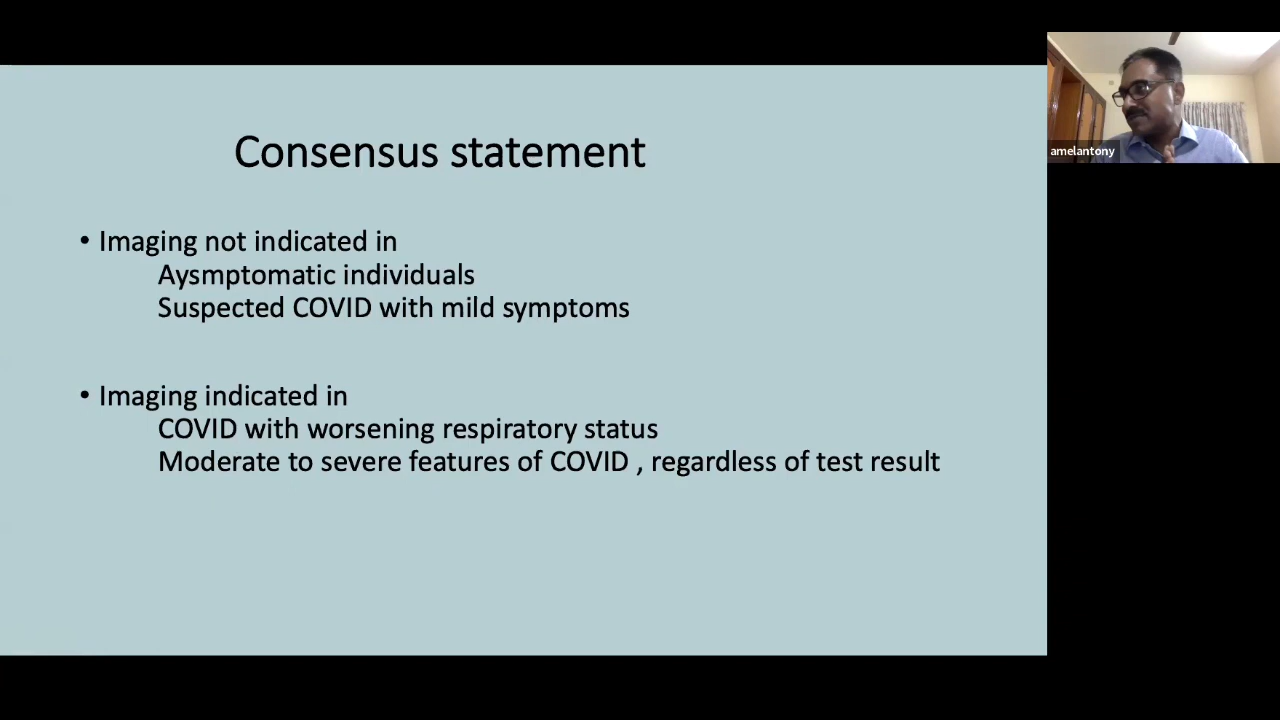 Consensus statement
• Imaging not indicated in
Aysmptomatic individuals
Suspected COVID with mild symptoms
• Imaging indicated in
COVID with worsening respiratory status
Moderate to severe features of COVID , regardless of test result
amelantony